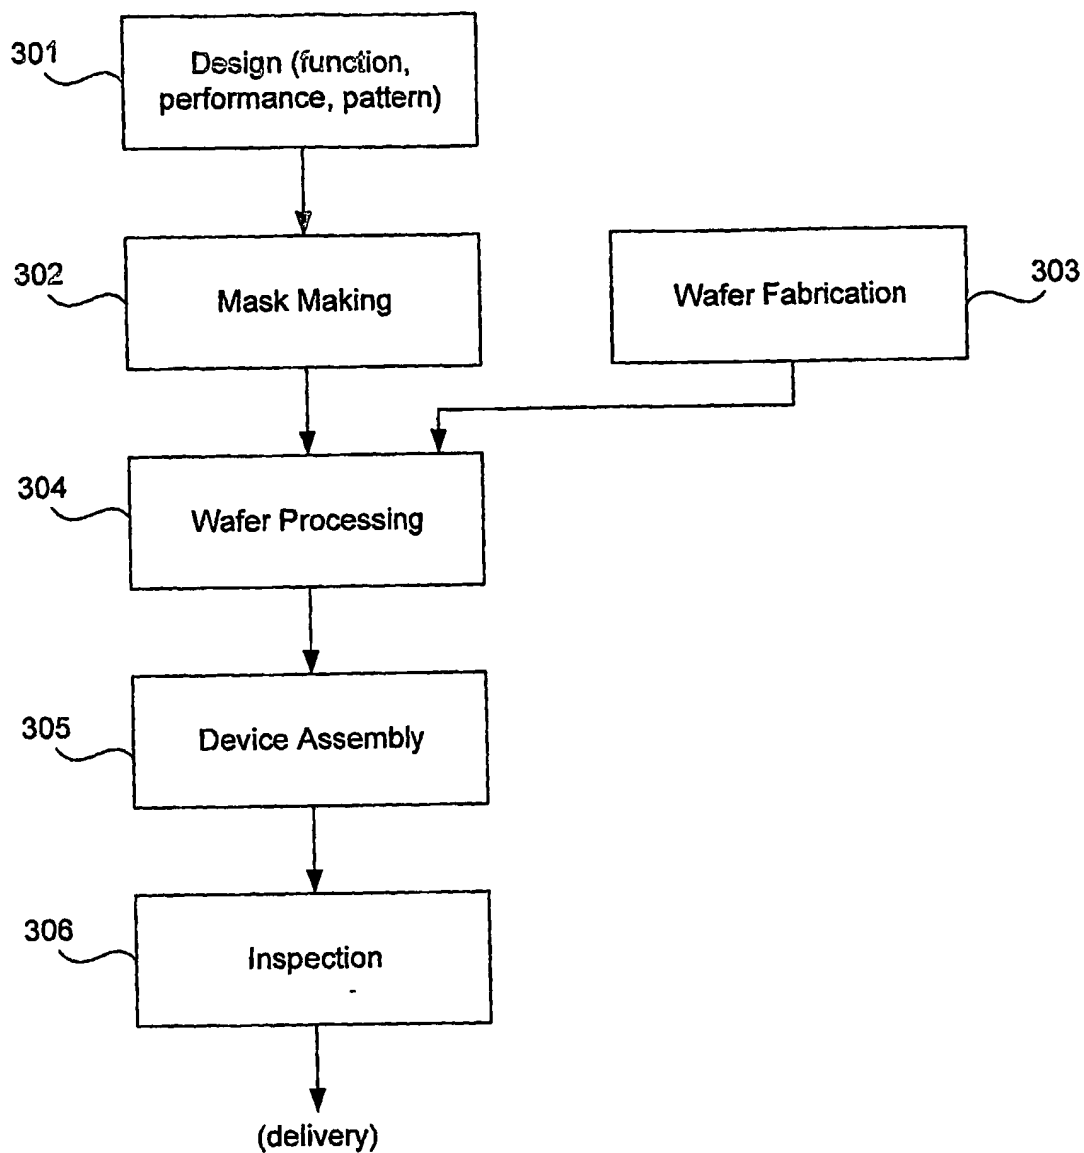 301
Design (function,
performance, pattern)
302
Mask Making
Wafer Fabrication
303
304
Wafer Processing
305
Device Assembly
306
Inspection
(delivery)